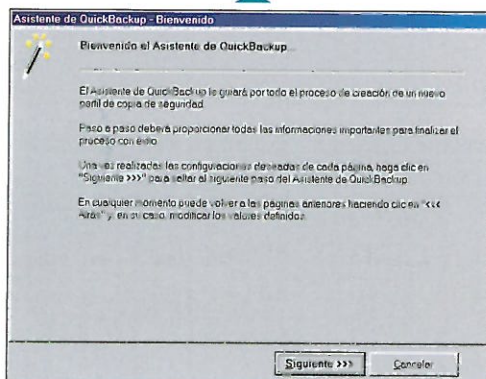 Asistente de QuickBackup - Bienvenido
Bienvenido al Asistente de QuickBackup...
El Asistente de QuickBackup le guiará por todo el proceso de creación de un nuevo
perfil de copia de seguridad.
Paso a paso deberá proporcionar todas las informaciones importantes para finalizar el
proceso con éxito.
Una vez realizadas las configuraciones deseadas de cada página, haga clic en
"Siguiente >>>" para saltar al siguiente paso del Asistente de QuickBackup.
En cualquier momento puede volver a las páginas anteriores haciendo clic en "<<<
Atrás" y, en su caso, modificar los valores definidos.
Siguiente >>>
Cancelar